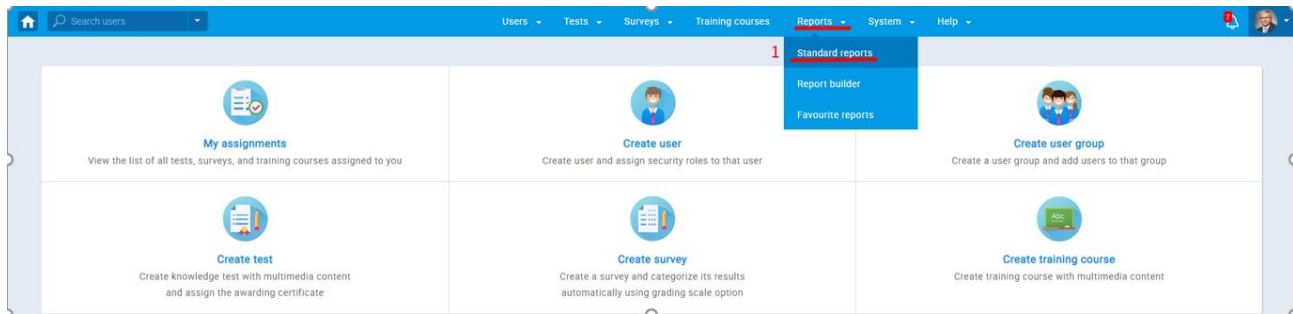 Search users
Users Tests Surveys Training courses Reports System Help
1
Standard reports
Report builder
Favourite reports
My assignments
View the list of all tests, surveys, and training courses assigned to you
Create user
Create user and assign security roles to that user
Create user group
Create a user group and add users to that group
Create test
Create knowledge test with multimedia content
and assign the awarding certificate
Create survey
Create a survey and categorize its results
automatically using grading scale option
Abc
Create training course
Create training course with multimedia content